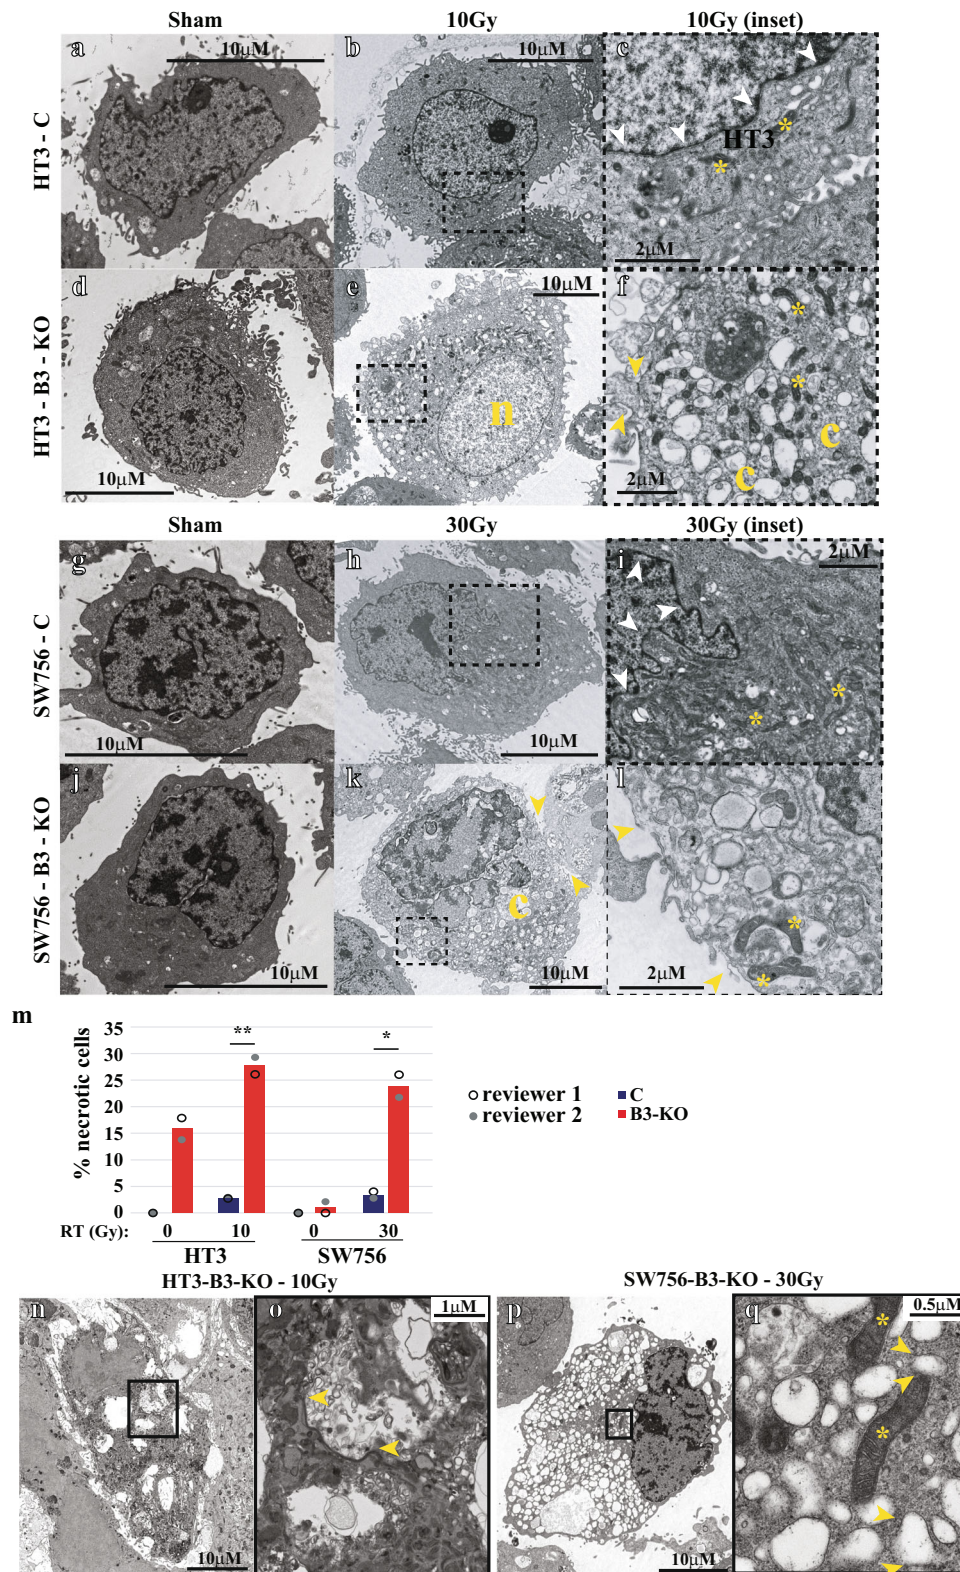 Sham 10Gy 10Gy (inset)
HT3 - C
a 10µM
b 10µM
c HT3 * * 2µM
HT3 - B3 - KO
d 10µM
e 10µM n
f * * c c 2µM
Sham 30Gy 30Gy (inset)
SW756 - C
g 10µM
h 10µM
i 2µM * *
SW756 - B3 - KO
j 10µM
k c 10µM
l * * 2µM
m
% necrotic cells
35
30
25
20
15
10
5
0
** *
RT (Gy): 0 10 0 30
HT3 SW756
reviewer 1
reviewer 2
C
B3-KO
HT3-B3-KO - 10Gy SW756-B3-KO - 30Gy
n 10µM
o 1µM
p 10µM
q 0.5µM * *